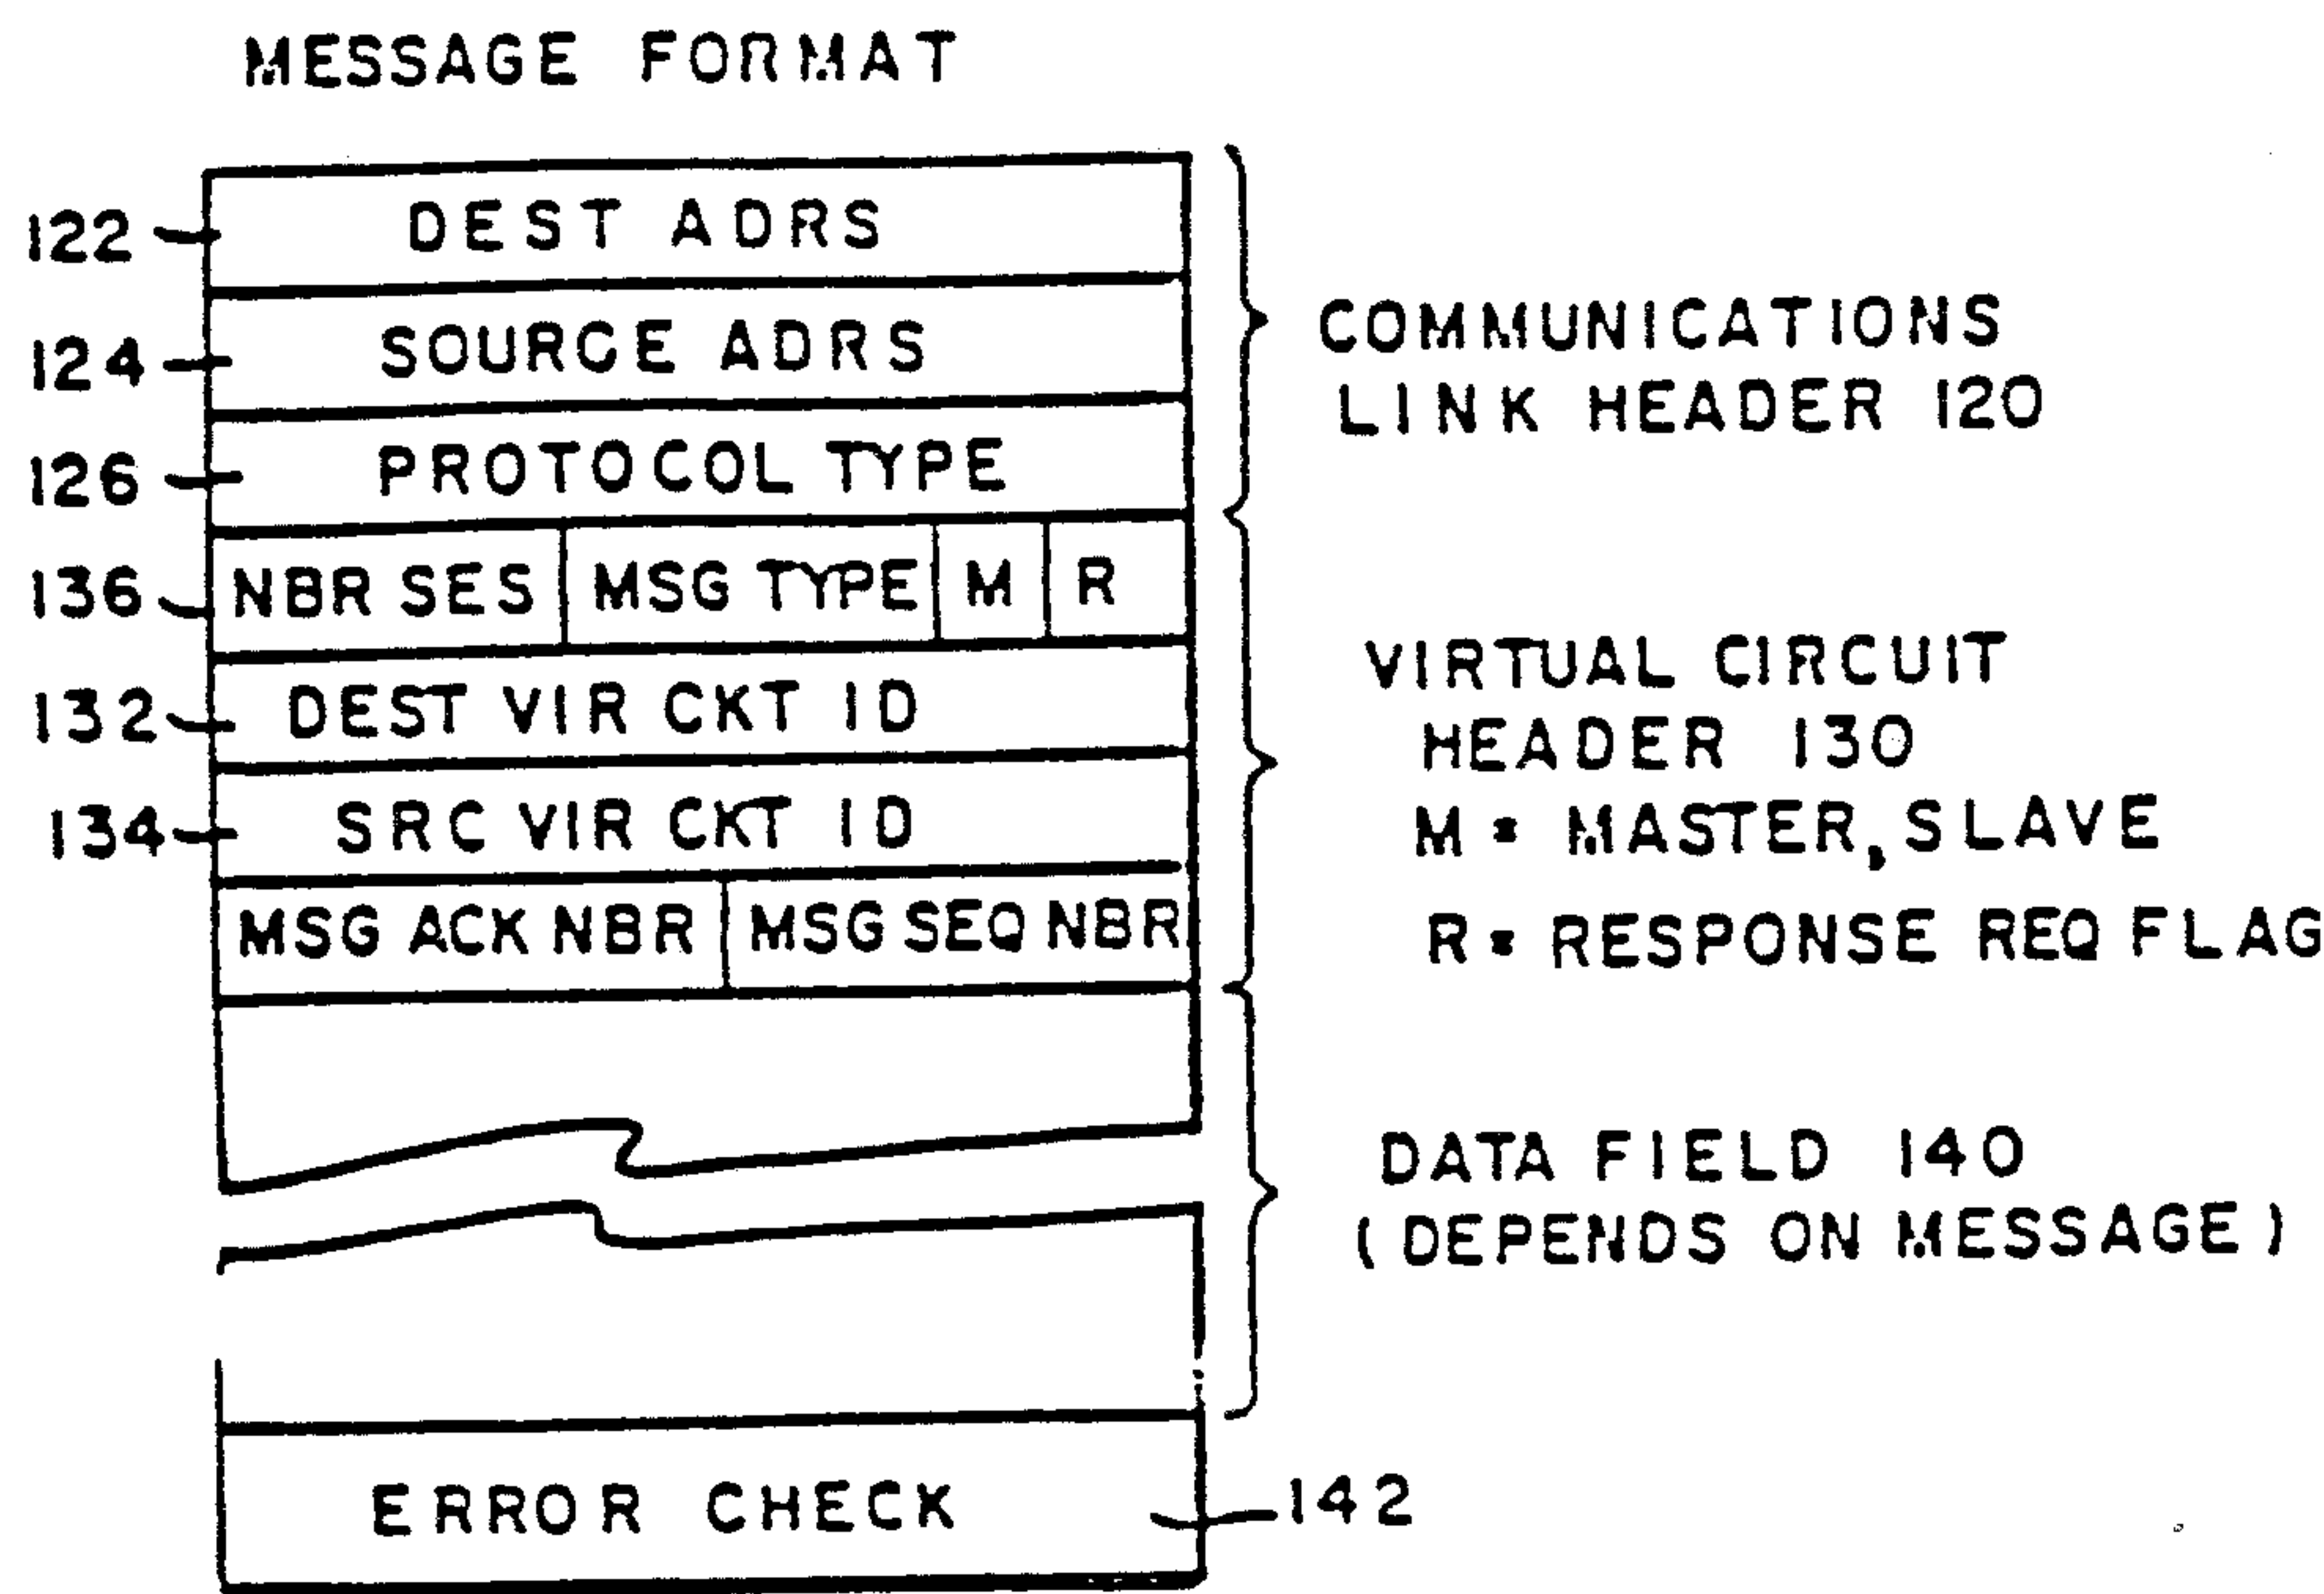 MESSAGE FORMAT
122 DEST ADRS
124 SOURCE ADRS
COMMUNICATIONS
LINK HEADER 120
126 PROTOCOL TYPE
136 NBR SES MSG TYPE M R
132 DEST VIR CKT ID
134 SRC VIR CKT ID
MSG ACK NBR MSG SEQ NBR
VIRTUAL CIRCUIT
HEADER 130
M = MASTER, SLAVE
R = RESPONSE REQ FLAG
DATA FIELD 140
(DEPENDS ON MESSAGE)
ERROR CHECK 142